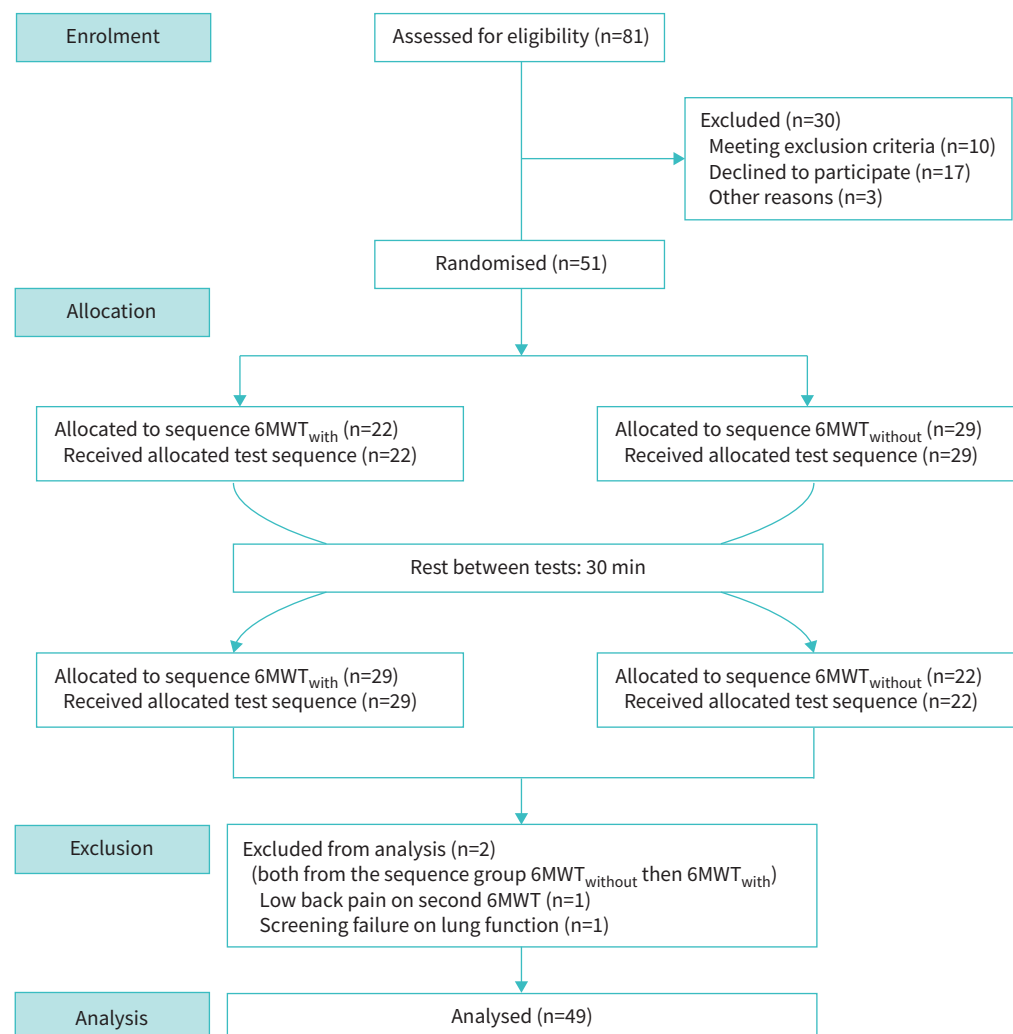 Enrolment
Assessed for eligibility (n=81)
Excluded (n=30)
Meeting exclusion criteria (n=10)
Declined to participate (n=17)
Other reasons (n=3)
Randomised (n=51)
Allocation
Allocated to sequence 6MWTwith (n=22)
Received allocated test sequence (n=22)
Allocated to sequence 6MWTwithout (n=29)
Received allocated test sequence (n=29)
Rest between tests: 30 min
Allocated to sequence 6MWTwith (n=29)
Received allocated test sequence (n=29)
Allocated to sequence 6MWTwithout (n=22)
Received allocated test sequence (n=22)
Exclusion
Excluded from analysis (n=2)
(both from the sequence group 6MWTwithout then 6MWTwith)
Low back pain on second 6MWT (n=1)
Screening failure on lung function (n=1)
Analysis
Analysed (n=49)